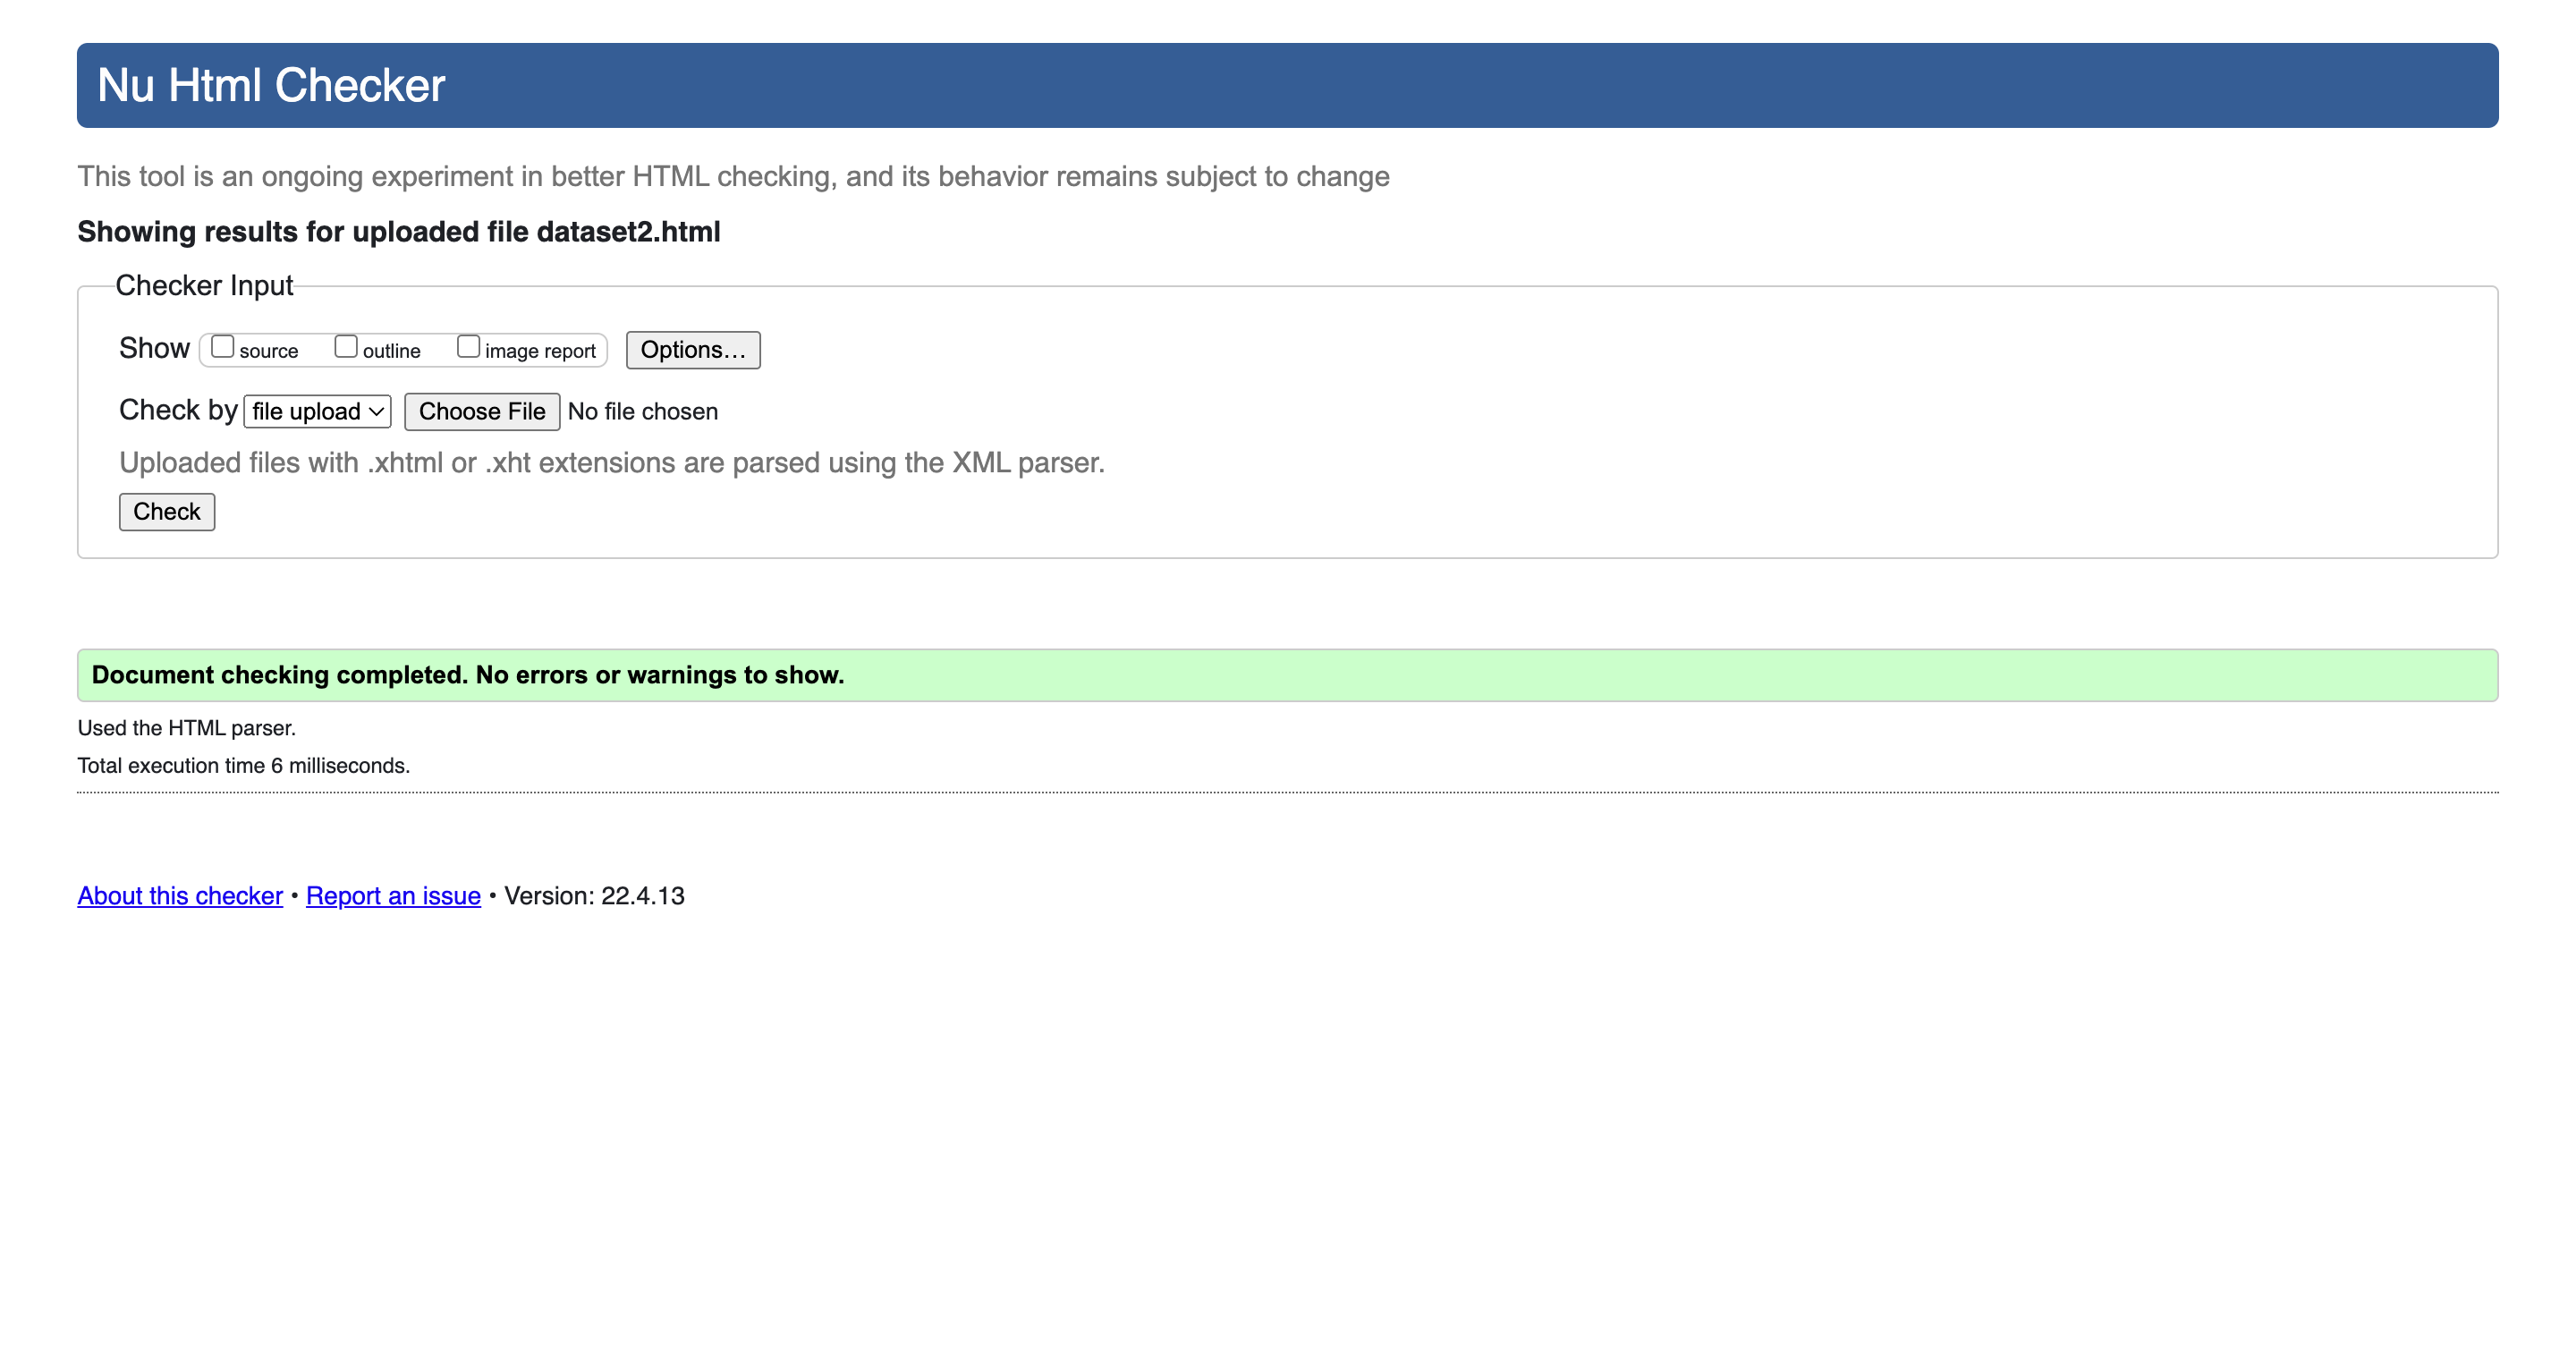 Nu Html Checker
This tool is an ongoing experiment in better HTML checking, and its behavior remains subject to change
Showing results for uploaded file dataset2.html
Checker Input
Show source outline image report Options…
Check by file upload Choose File No file chosen
Uploaded files with .xhtml or .xht extensions are parsed using the XML parser.
Check
Document checking completed. No errors or warnings to show.
Used the HTML parser.
Total execution time 6 milliseconds.
About this checker • Report an issue • Version: 22.4.13